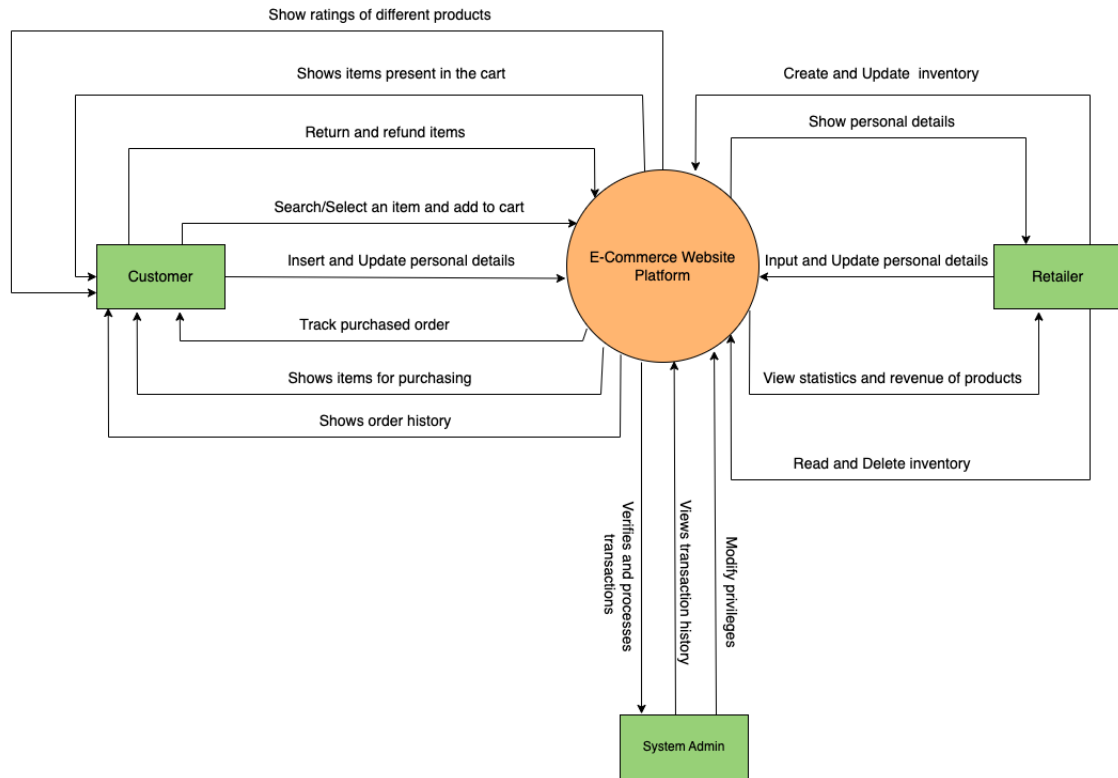 Show ratings of different products
Shows items present in the cart
Create and Update  inventory
Return and refund items
Show personal details
Search/Select an item and add to cart
E-Commerce Website
Platform
Customer
Insert and Update personal details
Input and Update personal details
Retailer
Track purchased order
Shows items for purchasing
View statistics and revenue of products
Shows order history
Read and Delete inventory
Verifies and processes
transactions
Views transaction history
Modify privileges
System Admin